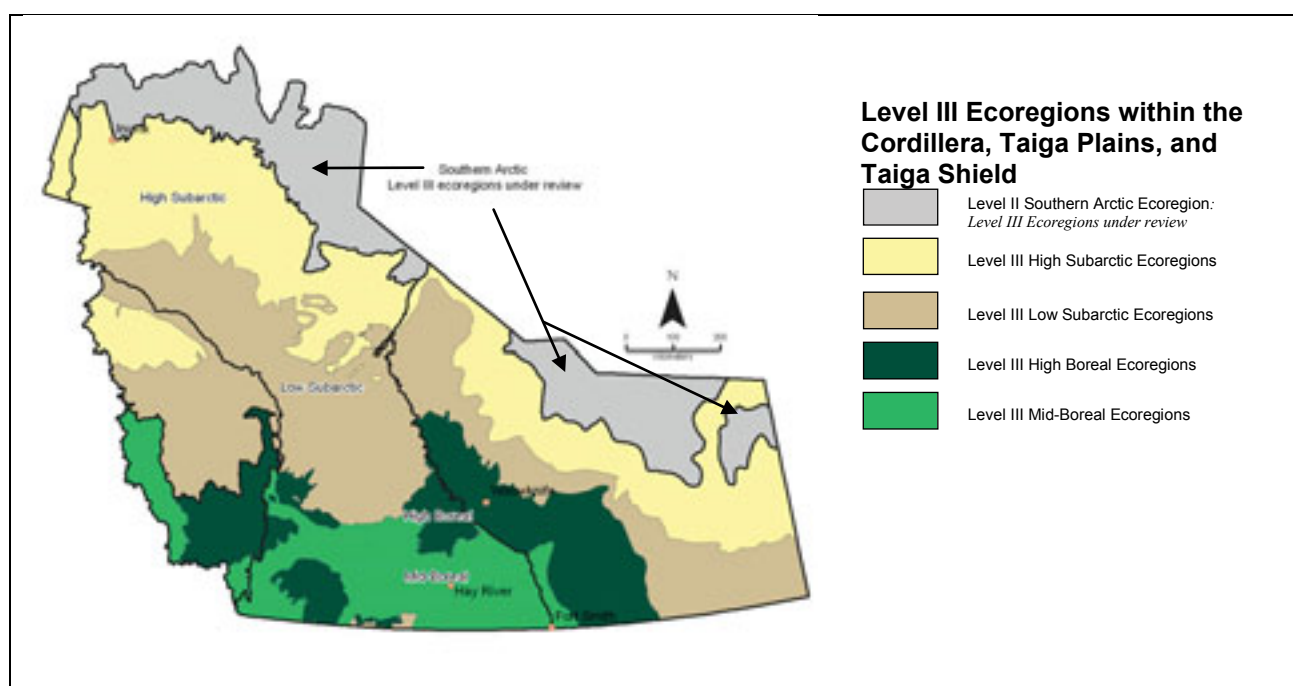 Level III Ecoregions within the
Cordillera, Taiga Plains, and
Taiga Shield
Level II Southern Arctic Ecoregion:
Level III Ecoregions under review
Level III High Subarctic Ecoregions
Level III Low Subarctic Ecoregions
Level III High Boreal Ecoregions
Level III Mid-Boreal Ecoregions
Southern Arctic
Level III ecoregions under review
High Subarctic
N
Low Subarctic
High Boreal
Mid-Boreal
Hay River
Fort Smith